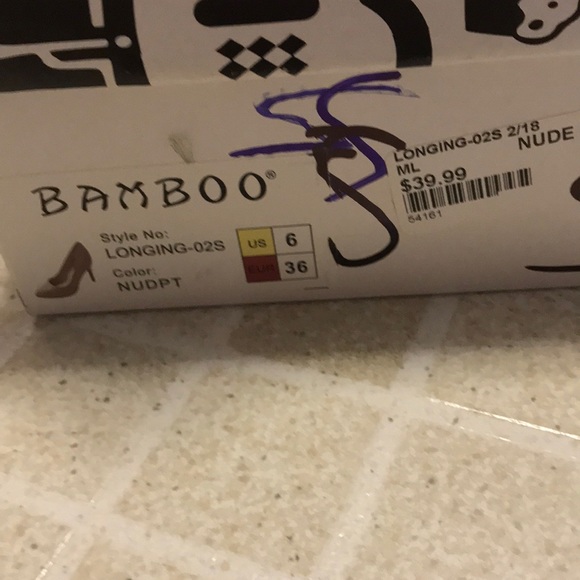 BAMBOO®
Style No:
LONGING-02S
Color:
NUDPT
US 6
EUR 36
LONGING-02S 2/18
ML NUDE
$39.99
54161